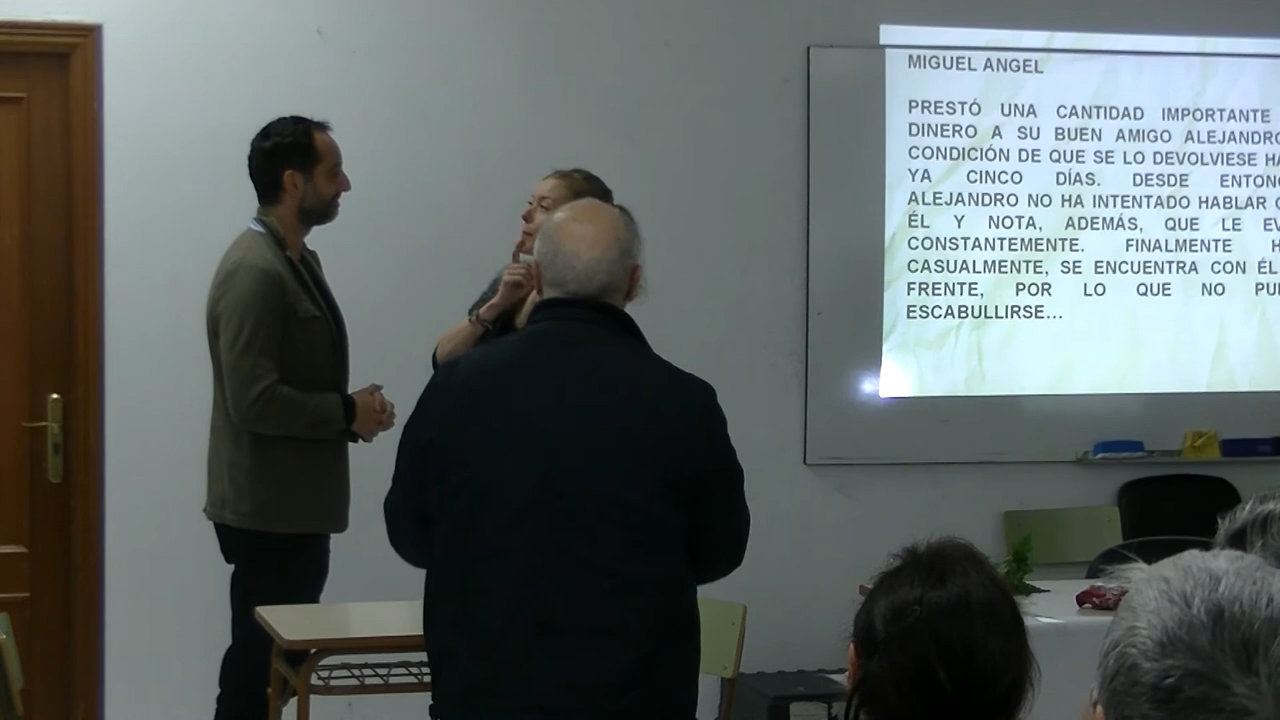 MIGUEL ANGEL
PRESTÓ UNA CANTIDAD IMPORTANTE
DINERO A SU BUEN AMIGO ALEJANDRO
CONDICIÓN DE QUE SE LO DEVOLVIESE
YA CINCO DÍAS. DESDE
ALEJANDRO NO HA INTENTADO HABLAR
ÉL Y NOTA, ADEMÁS, QUE LE
CONSTANTEMENTE. FINALMENTE
CASUALMENTE, SE ENCUENTRA CON ÉL
FRENTE, POR LO QUE NO
ESCABULLIRSE...